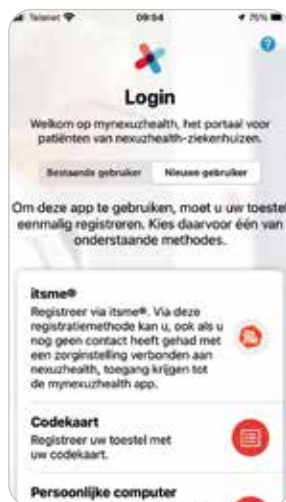 Telenet 09:54 75%
?
Login
Welkom op mynexuzhealth, het portaal voor
patiënten van nexuzhealth-ziekenhuizen.
Bestaande gebruiker Nieuwe gebruiker
Om deze app te gebruiken, moet u uw toestel
eenmalig registreren. Kies daarvoor één van
onderstaande methodes.
itsme®
Registreer via itsme®. Via deze
registratiemethode kan u, ook als u
nog geen contact heeft gehad met
een zorginstelling verbonden aan
nexuzhealth, toegang krijgen tot
de mynexuzhealth app.
Codekaart
Registreer uw toestel met
uw codekaart.
Persoonlijke computer